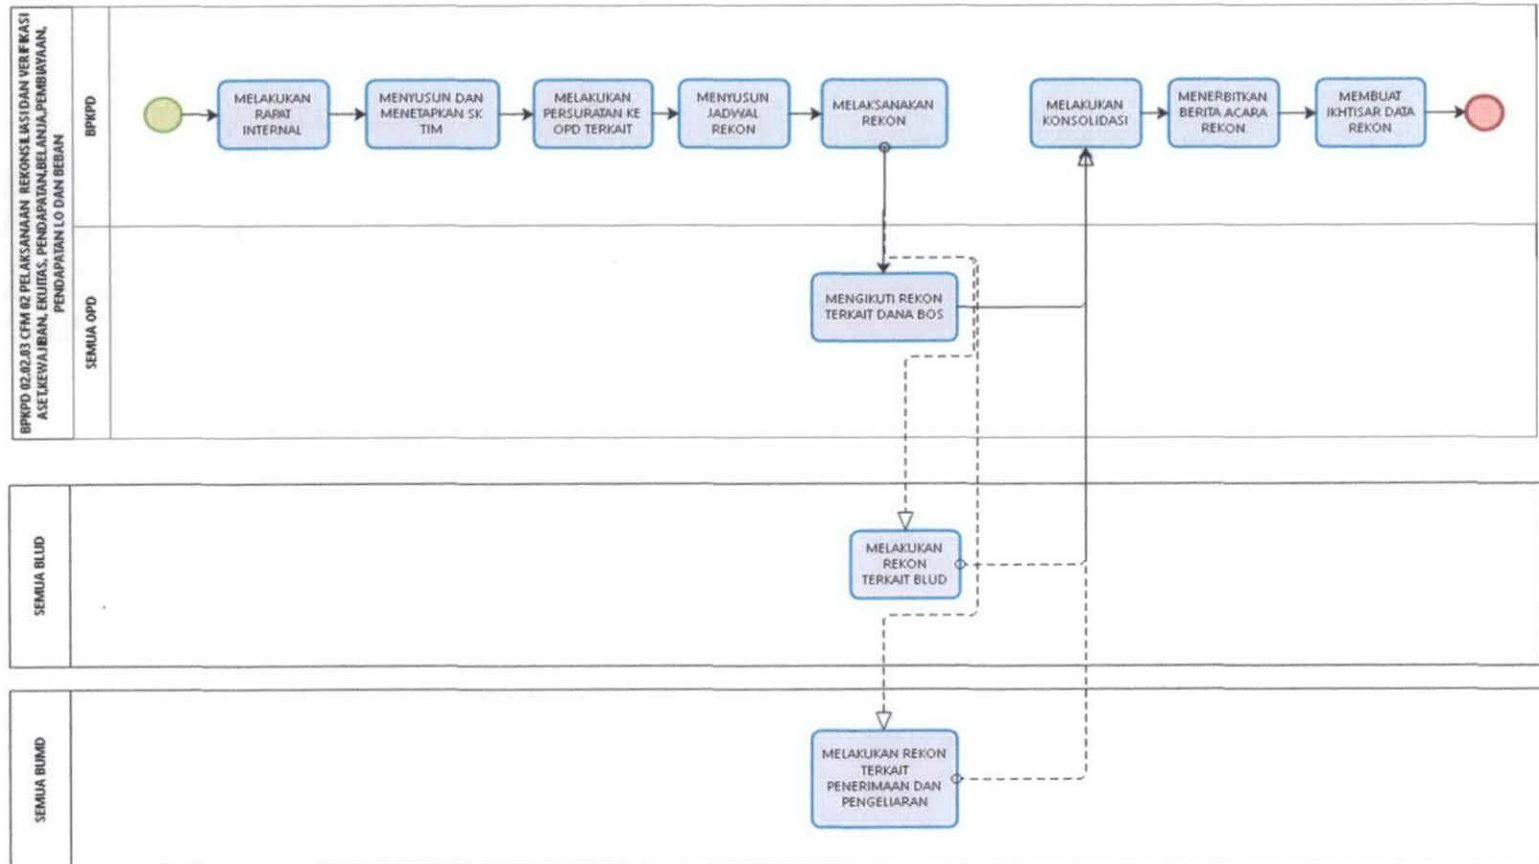 BPKPD 02.02.03 CFM 02 PELAKSANAAN REKONSILIASI DAN VERIFIKASI
ASET,KEWAJIBAN, EKUITAS, PENDAPATAN,BELANJA,PEMBIAYAAN,
PENDAPATAN LO DAN BEBAN
BPKPD
MELAKUKAN
RAPAT
INTERNAL
MENYUSUN DAN
MENETAPKAN SK
TIM
MELAKUKAN
PERSURATAN KE
OPD TERKAIT
MENYUSUN
JADWAL
REKON
MELAKSANAKAN
REKON
MELAKUKAN
KONSOLIDASI
MENERBITKAN
BERITA ACARA
REKON
MEMBUAT
IKHTISAR DATA
REKON
SEMUA OPD
MENGIKUTI REKON
TERKAIT DANA BOS
SEMUA BLUD
MELAKUKAN
REKON
TERKAIT BLUD
SEMUA BUMD
MELAKUKAN REKON
TERKAIT
PENERIMAAN DAN
PENGELIARAN